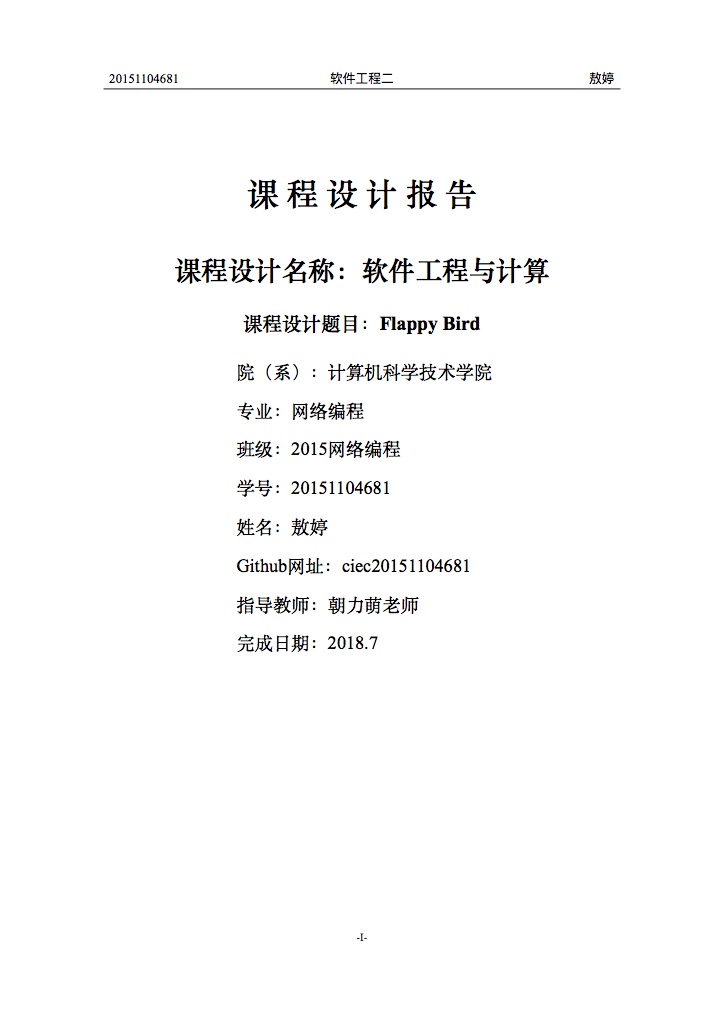 20151104681 软件工程二 敖婷
课程设计报告
课程设计名称：软件工程与计算
课程设计题目：Flappy Bird
院（系）：计算机科学技术学院
专业：网络编程
班级：2015网络编程
学号：20151104681
姓名：敖婷
Github网址：ciec20151104681
指导教师：朝力萌老师
完成日期：2018.7
-I-